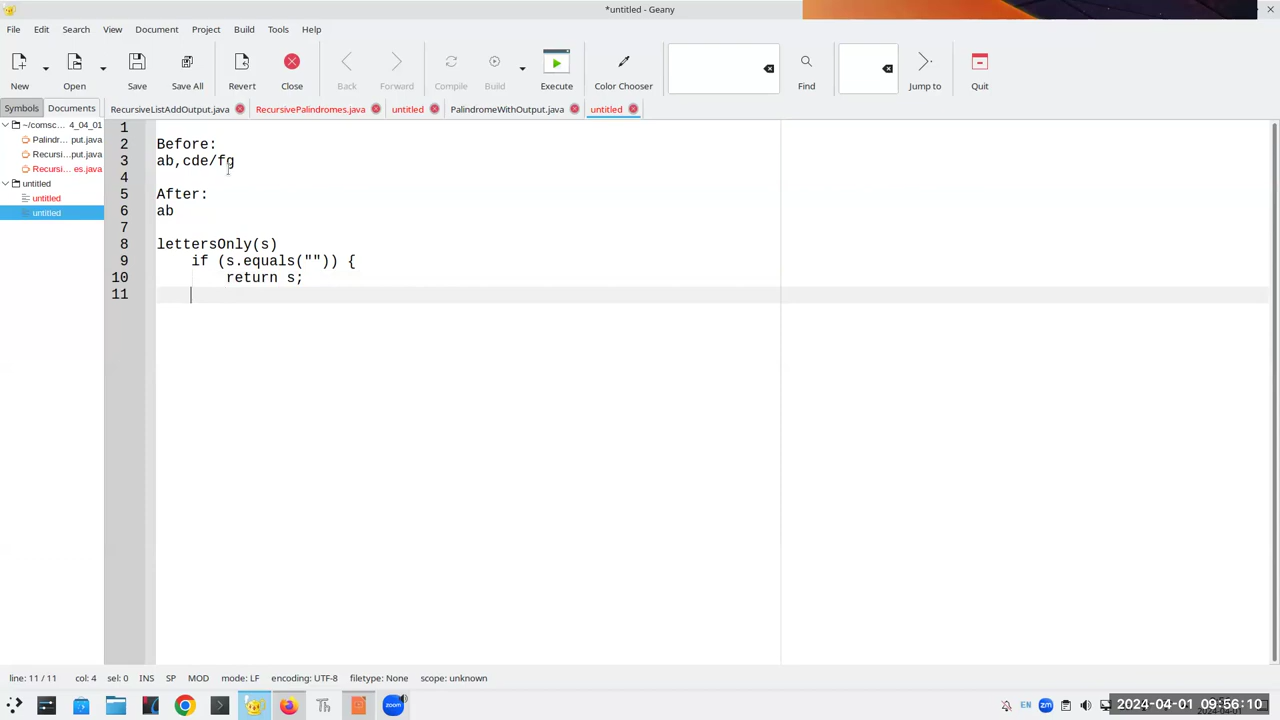 *untitled - Geany
File Edit Search View Document Project Build Tools Help
New Open Save Save All Revert Close Back Forward Compile Build Execute Color Chooser Find Jump to Quit
Symbols Documents RecursiveListAddOutput.java RecursivePalindromes.java untitled PalindromeWithOutput.java untitled
~/comsc... 4_04_01
Palindr...put.java
Recursi...put.java
Recursi... es.java
untitled
untitled
untitled
1
2 Before:
3 ab,cde/fg
4
5 After:
6 ab
7
8 lettersOnly(s)
9 if (s.equals("")) {
10 return s;
11
line: 11 / 11 col: 4 sel: 0 INS SP MOD mode: LF encoding: UTF-8 filetype: None scope: unknown
Th zoom EN zm 2024-04-01 09:56:10